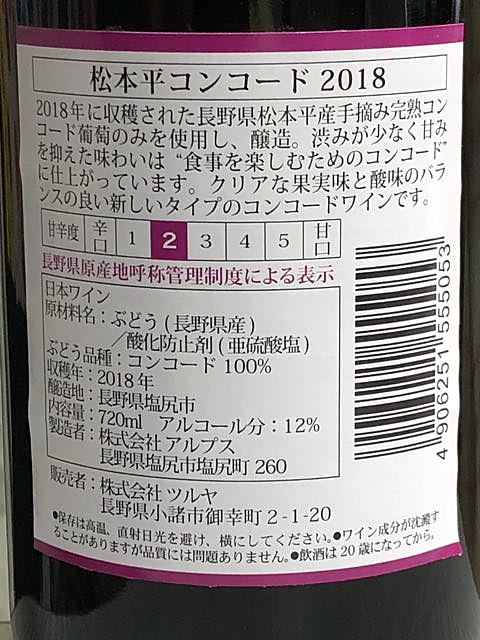 松本平コンコード 2018
2018年に収穫された長野県松本平産手摘み完熟コン
コード葡萄のみを使用し、醸造。渋みが少なく甘み
を抑えた味わいは“食事を楽しむためのコンコード”
に仕上がっています。クリアな果実味と酸味のバラ
ンスの良い新しいタイプのコンコードワインです。
甘辛度 辛口 1 2 3 4 5 甘口
長野県原産地呼称管理制度による表示
日本ワイン
原材料名：ぶどう（長野県産）
／酸化防止剤（亜硫酸塩）
ぶどう品種：コンコード 100%
収穫年：2018年
醸造地：長野県塩尻市
内容量：720ml アルコール分：12%
製造者：株式会社 アルプス
長野県塩尻市塩尻町 260
販売者：株式会社 ツルヤ
長野県小諸市御幸町 2-1-20
●保存は高温、直射日光を避け、横にしてください。●ワイン成分が沈澱す
ることがありますが品質には問題ありません。●飲酒は20歳になってから。
4 906251 555053